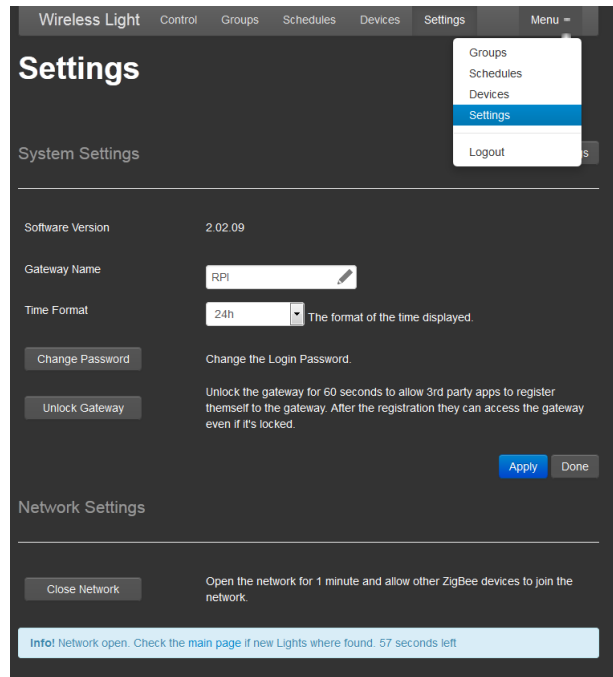 Wireless Light Control Groups Schedules Devices Settings Menu
Groups
Schedules
Devices
Settings
Logout
Settings
System Settings
Software Version 2.02.09
Gateway Name RPI
Time Format 24h The format of the time displayed.
Change Password Change the Login Password.
Unlock Gateway Unlock the gateway for 60 seconds to allow 3rd party apps to register
themself to the gateway. After the registration they can access the gateway
even if it's locked.
Apply Done
Network Settings
Close Network Open the network for 1 minute and allow other ZigBee devices to join the
network.
Info! Network open. Check the main page if new Lights where found. 57 seconds left